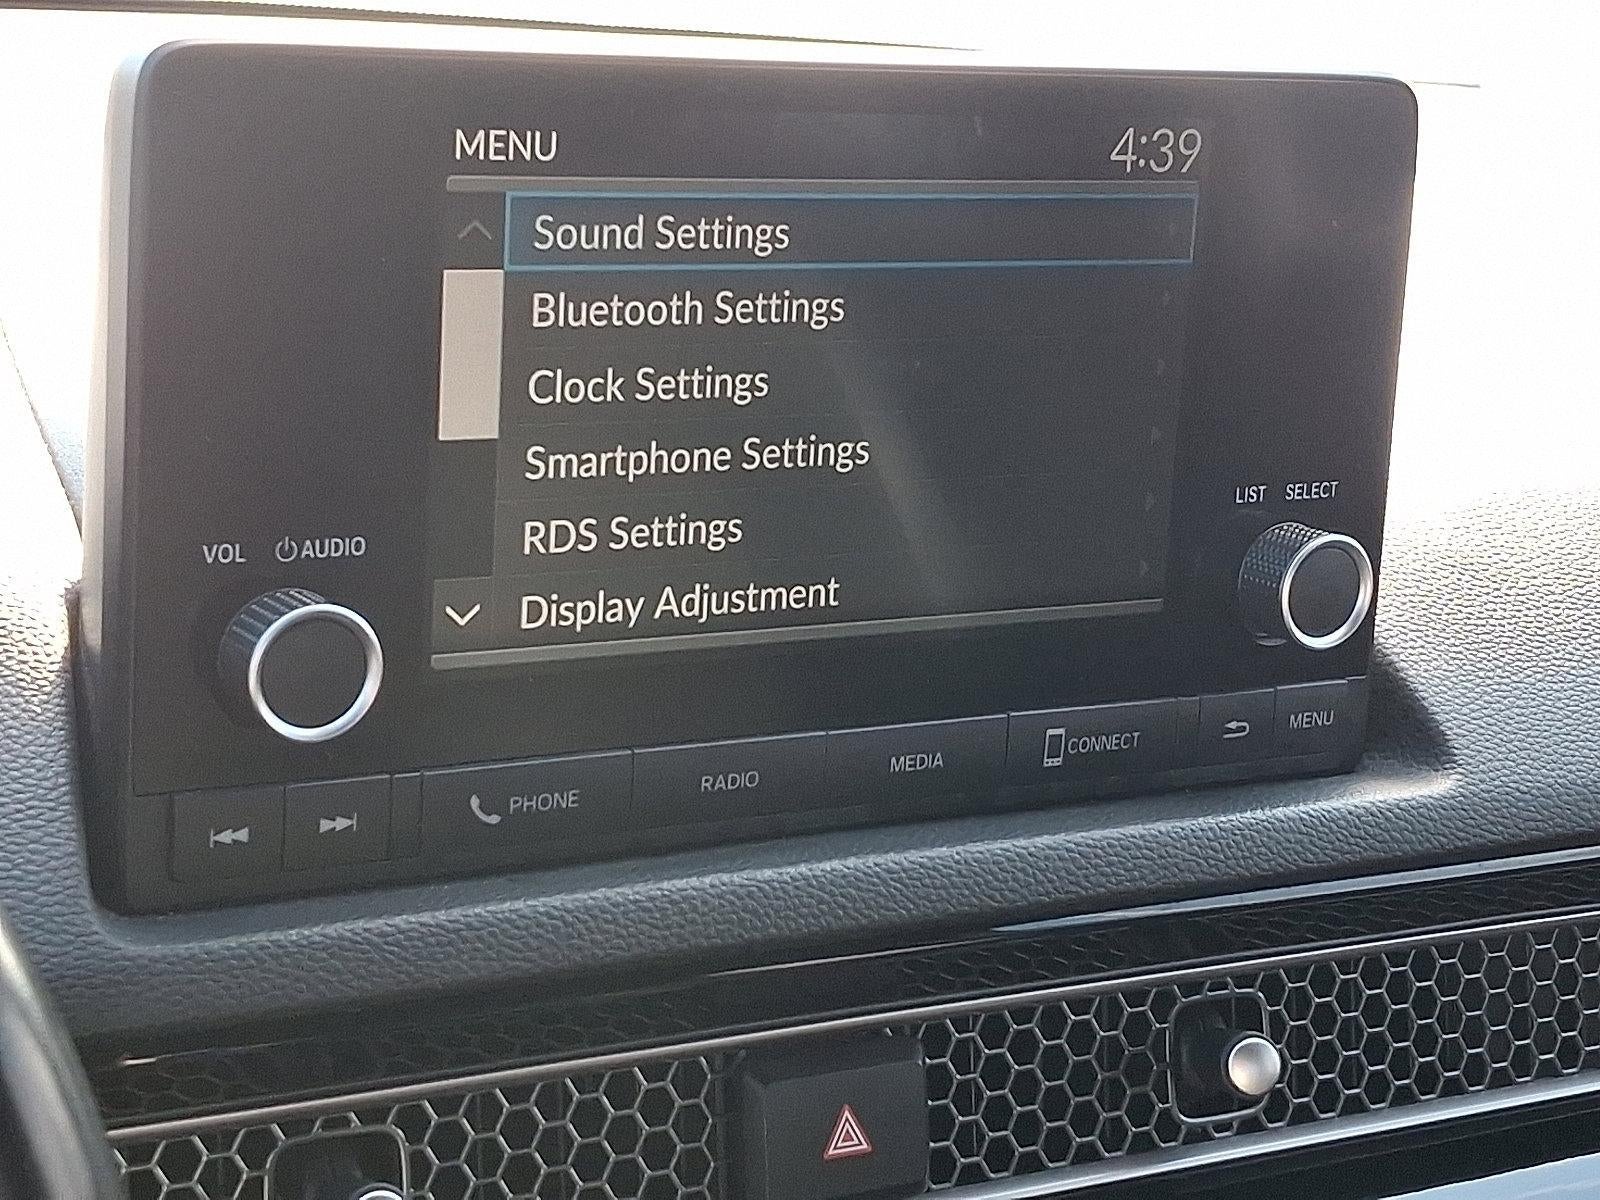 MENU 4:39
Sound Settings
Bluetooth Settings
Clock Settings
Smartphone Settings
RDS Settings
Display Adjustment
LIST SELECT
VOL AUDIO
PHONE RADIO MEDIA CONNECT MENU